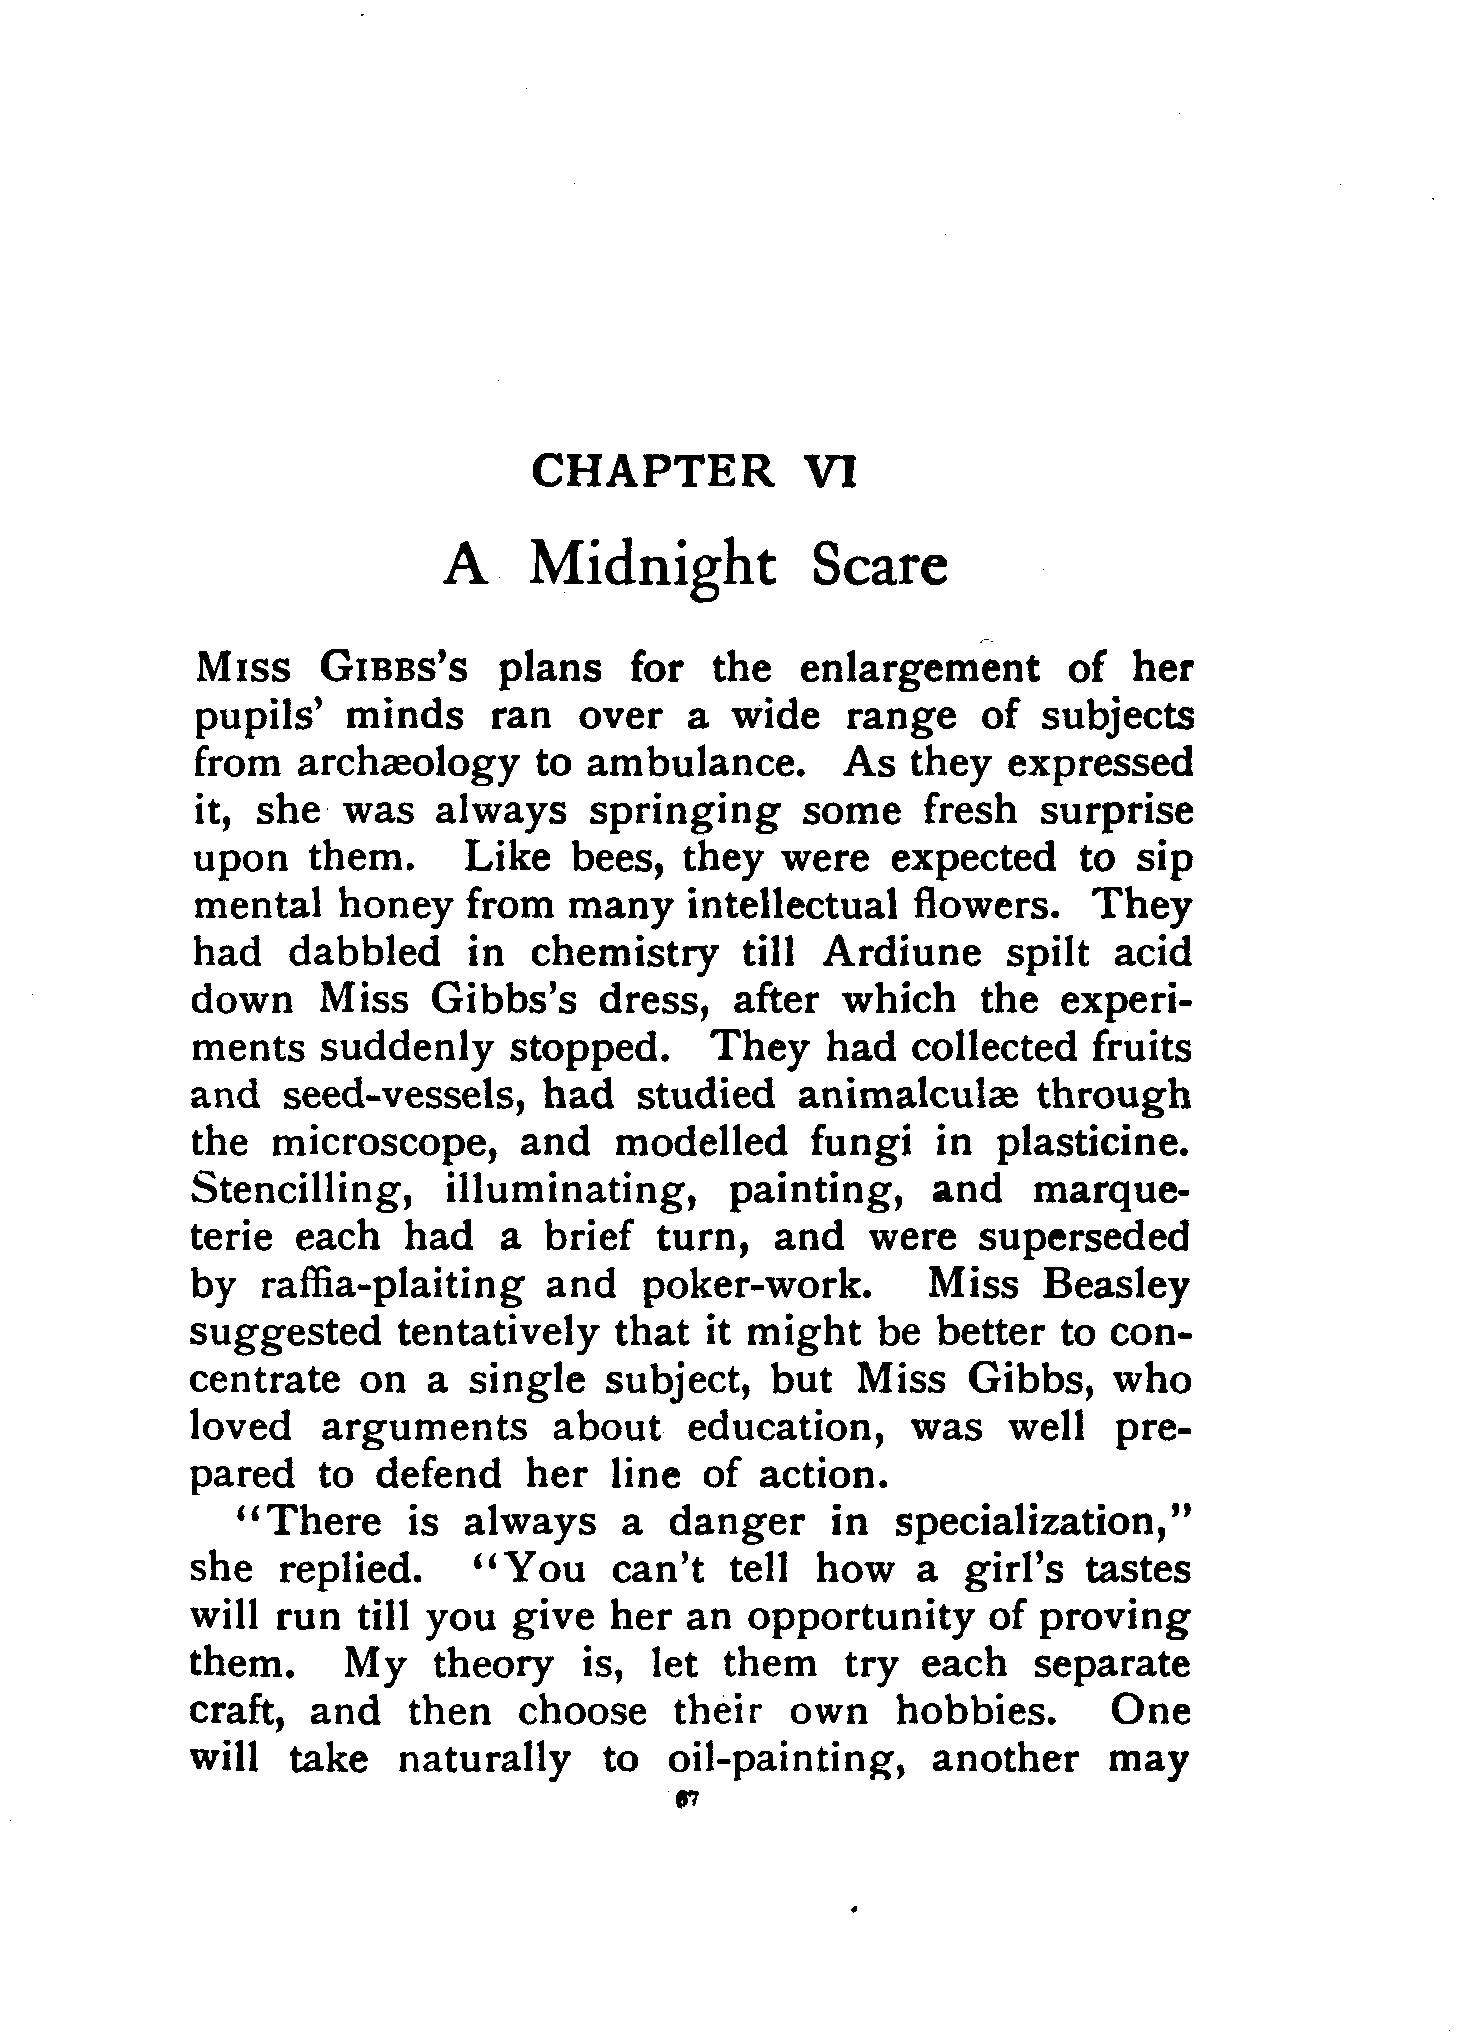 CHAPTER VI
A Midnight Scare
MISS GIBBS'S plans for the enlargement of her
pupils' minds ran over a wide range of subjects
from archæology to ambulance. As they expressed
it, she was always springing some fresh surprise
upon them. Like bees, they were expected to sip
mental honey from many intellectual flowers. They
had dabbled in chemistry till Ardiune spilt acid
down Miss Gibbs's dress, after which the experi-
ments suddenly stopped. They had collected fruits
and seed-vessels, had studied animalculæ through
the microscope, and modelled fungi in plasticine.
Stencilling, illuminating, painting, and marque-
terie each had a brief turn, and were superseded
by raffia-plaiting and poker-work. Miss Beasley
suggested tentatively that it might be better to con-
centrate on a single subject, but Miss Gibbs, who
loved arguments about education, was well pre-
pared to defend her line of action.
"There is always a danger in specialization,"
she replied. "You can't tell how a girl's tastes
will run till you give her an opportunity of proving
them. My theory is, let them try each separate
craft, and then choose their own hobbies. One
will take naturally to oil-painting, another may
67